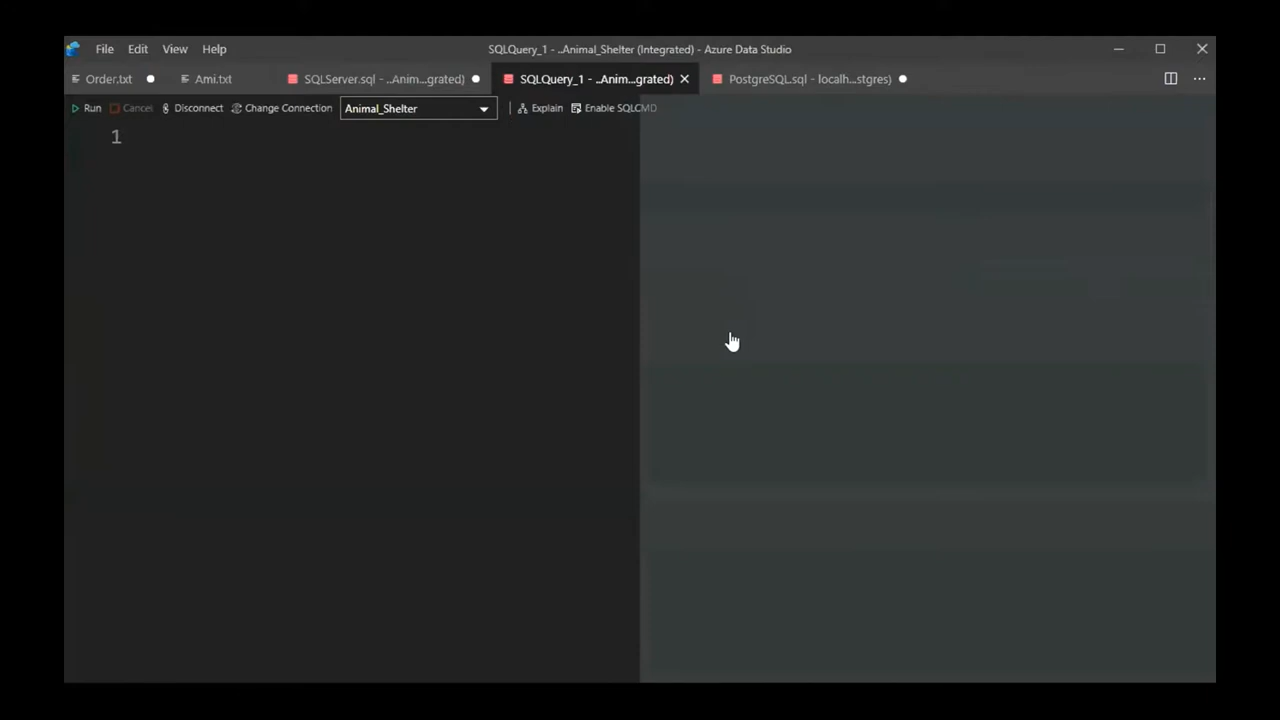 File Edit View Help SQLQuery_1 - ..Animal_Shelter (Integrated) - Azure Data Studio
Order.txt Ami.txt SQLServer.sql - ..Anim...grated) SQLQuery_1 - ..Anim...grated) PostgreSQL.sql - localh...stgres)
Run Cancel Disconnect Change Connection Animal_Shelter Explain Enable SQLCMD
1